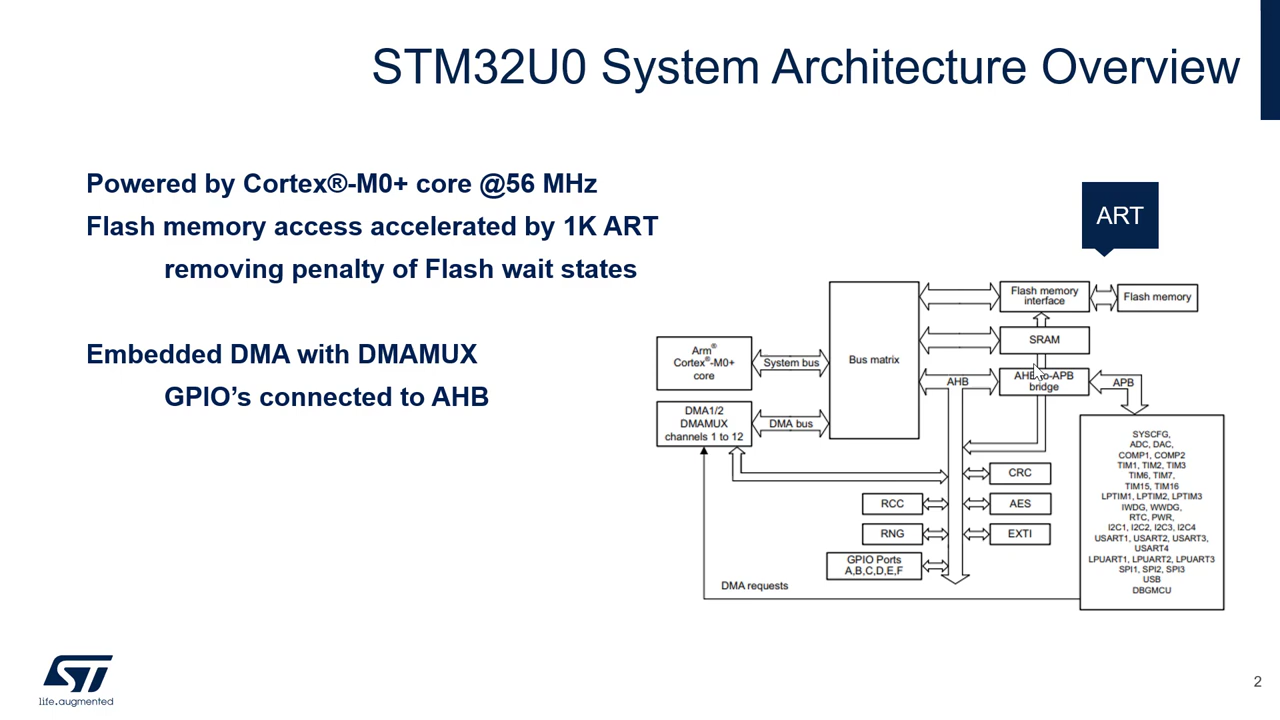 STM32U0 System Architecture Overview
Powered by Cortex®-M0+ core @56 MHz
Flash memory access accelerated by 1K ART
removing penalty of Flash wait states
Embedded DMA with DMAMUX
GPIO's connected to AHB
ART
Flash memory
interface
Flash memory
SRAM
Arm®
Cortex®-M0+
core
System bus
Bus matrix
AHB
AHB-to-APB
bridge
APB
DMA1/2
DMAMUX
channels 1 to 12
DMA bus
CRC
RCC
AES
RNG
EXTI
GPIO Ports
A,B,C,D,E,F
DMA requests
SYSCFG,
ADC, DAC,
COMP1, COMP2
TIM1, TIM2, TIM3
TIM6, TIM7,
TIM15, TIM16
LPTIM1, LPTIM2, LPTIM3
IWDG, WWDG,
RTC, PWR,
I2C1, I2C2, I2C3, I2C4
USART1, USART2, USART3,
USART4
LPUART1, LPUART2, LPUART3
SPI1, SPI2, SPI3
USB
DBGMCU
ST
life.augmented
2